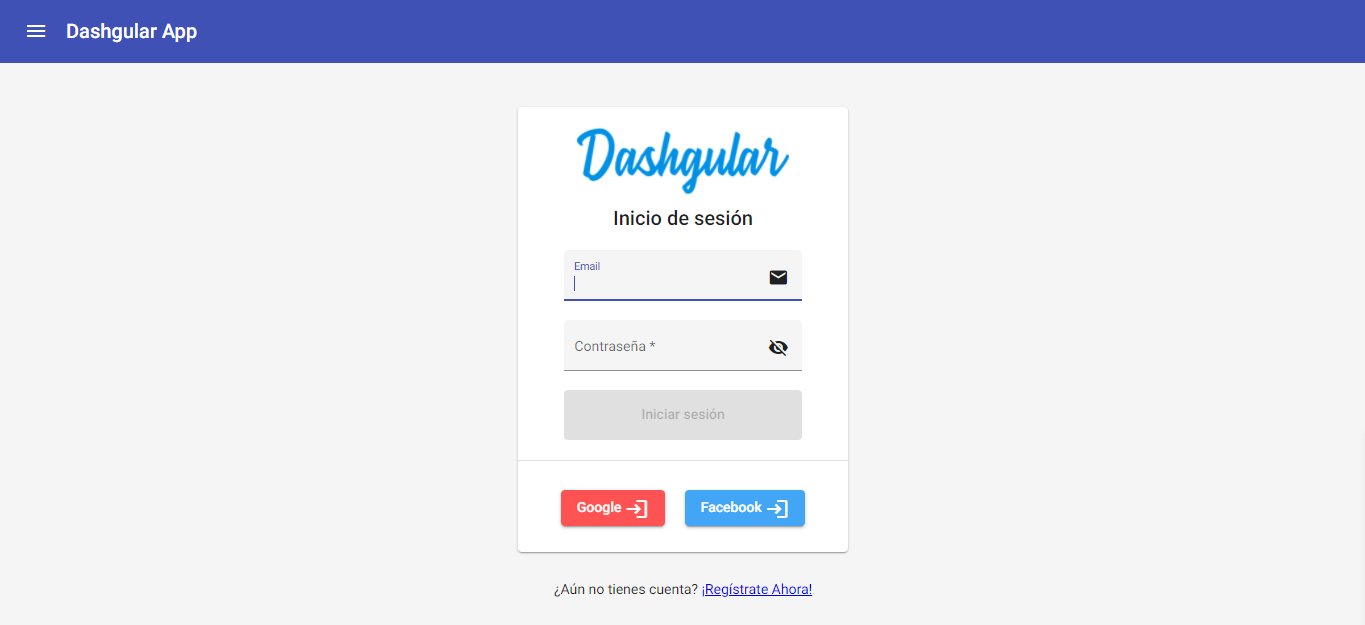 Dashgular App
Dashgular
Inicio de sesión
Email
Contraseña *
Iniciar sesión
Google
Facebook
¿Aún no tienes cuenta? ¡Regístrate Ahora!